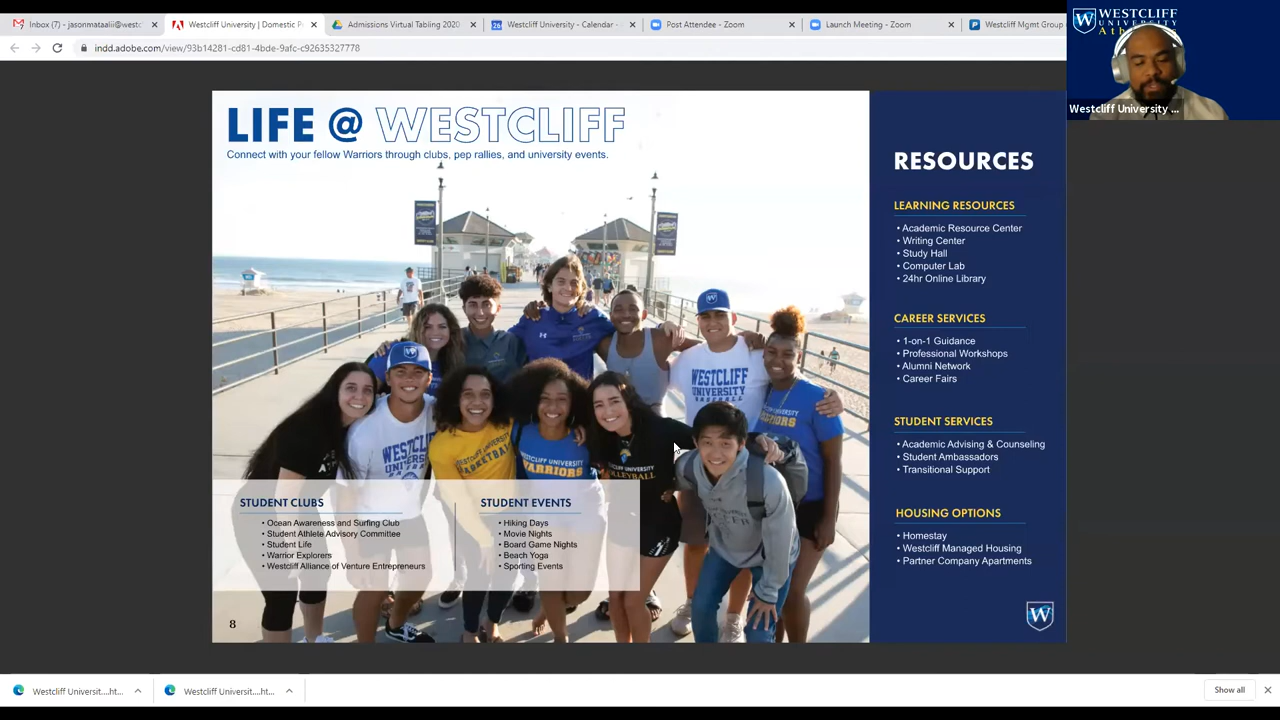 Inbox (7) - jasonmataaiii@westc
Westcliff University | Domestic P
Admissions Virtual Tabling 2020
Westcliff University - Calendar -
Post Attendee - Zoom
Launch Meeting - Zoom
Westcliff Mgmt Group
indd.adobe.com/view/93b14281-cd81-4bde-9afc-c92635327778
WESTCLIFF
UNIVERSITY
Westcliff University ...
LIFE @ WESTCLIFF
Connect with your fellow Warriors through clubs, pep rallies, and university events.
WESTCLIFF
UNIVERSITY
BASEBALL
WESTCLIFF UNIVERSITY
WARRIORS
STUDENT CLUBS
• Ocean Awareness and Surfing Club
• Student Athlete Advisory Committee
• Student Life
• Warrior Explorers
• Westcliff Alliance of Venture Entrepreneurs
STUDENT EVENTS
• Hiking Days
• Movie Nights
• Board Game Nights
• Beach Yoga
• Sporting Events
8
RESOURCES
LEARNING RESOURCES
• Academic Resource Center
• Writing Center
• Study Hall
• Computer Lab
• 24hr Online Library
CAREER SERVICES
• 1-on-1 Guidance
• Professional Workshops
• Alumni Network
• Career Fairs
STUDENT SERVICES
• Academic Advising & Counseling
• Student Ambassadors
• Transitional Support
HOUSING OPTIONS
• Homestay
• Westcliff Managed Housing
• Partner Company Apartments
W
Westcliff Universit....ht...
Westcliff Universit....ht...
Show all